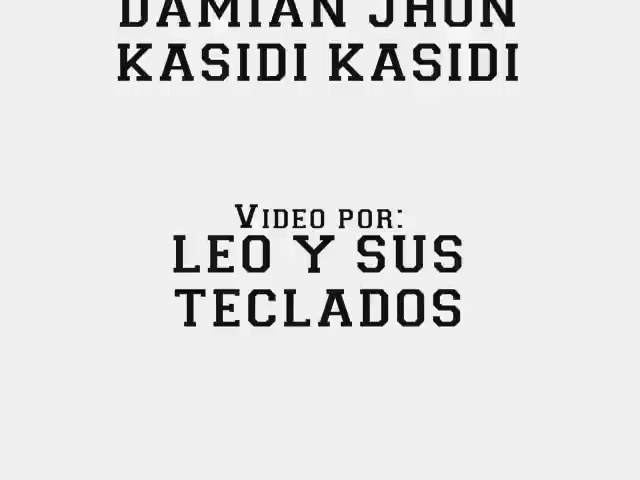 DAMIAN JHON
KASIDI KASIDI
VIDEO POR:
LEO Y SUS
TECLADOS